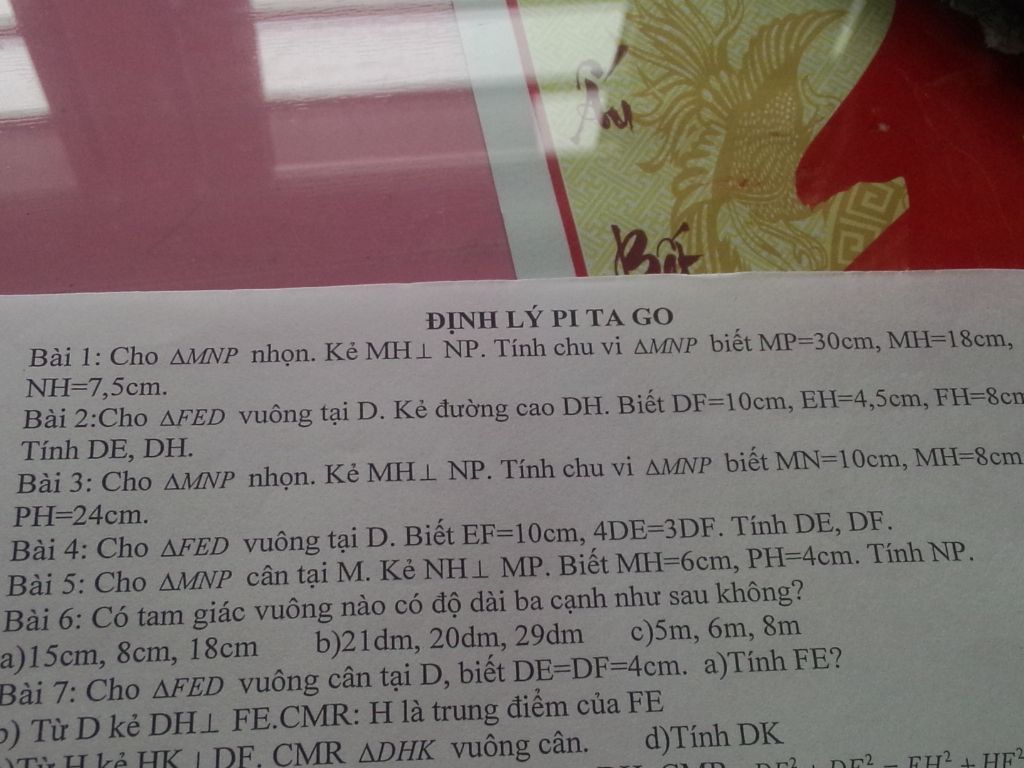 Ấu
Bất
ĐỊNH LÝ PI TA GO
Bài 1: Cho ΔMNP nhọn. Kẻ MH⊥ NP. Tính chu vi ΔMNP biết MP=30cm, MH=18cm,
NH=7,5cm.
Bài 2:Cho ΔFED vuông tại D. Kẻ đường cao DH. Biết DF=10cm, EH=4,5cm, FH=8cm
Tính DE, DH.
Bài 3: Cho ΔMNP nhọn. Kẻ MH⊥ NP. Tính chu vi ΔMNP biết MN=10cm, MH=8cm
PH=24cm.
Bài 4: Cho ΔFED vuông tại D. Biết EF=10cm, 4DE=3DF. Tính DE, DF.
Bài 5: Cho ΔMNP cân tại M. Kẻ NH⊥ MP. Biết MH=6cm, PH=4cm. Tính NP.
Bài 6: Có tam giác vuông nào có độ dài ba cạnh như sau không?
a)15cm, 8cm, 18cm b)21dm, 20dm, 29dm c)5m, 6m, 8m
Bài 7: Cho ΔFED vuông cân tại D, biết DE=DF=4cm. a)Tính FE?
b) Từ D kẻ DH⊥ FE.CMR: H là trung điểm của FE
)Từ H kẻ HK ⊥ DF. CMR ΔDHK vuông cân. d)Tính DK